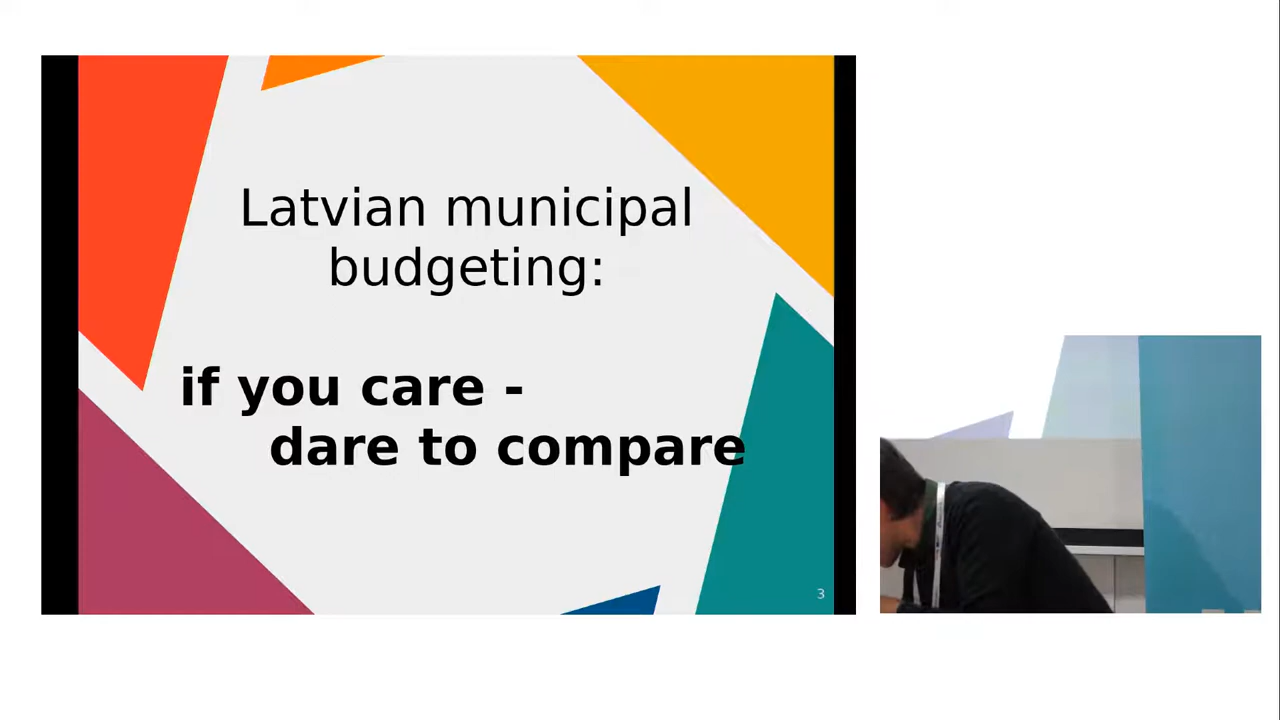 Latvian municipal
budgeting:
if you care -
dare to compare
3